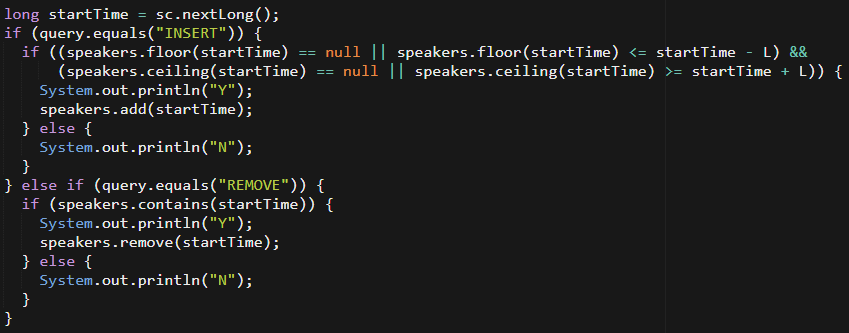 long startTime = sc.nextLong();
if (query.equals("INSERT")) {
  if ((speakers.floor(startTime) == null || speakers.floor(startTime) <= startTime - L) &&
      (speakers.ceiling(startTime) == null || speakers.ceiling(startTime) >= startTime + L)) {
    System.out.println("Y");
    speakers.add(startTime);
  } else {
    System.out.println("N");
  }
} else if (query.equals("REMOVE")) {
  if (speakers.contains(startTime)) {
    System.out.println("Y");
    speakers.remove(startTime);
  } else {
    System.out.println("N");
  }
}